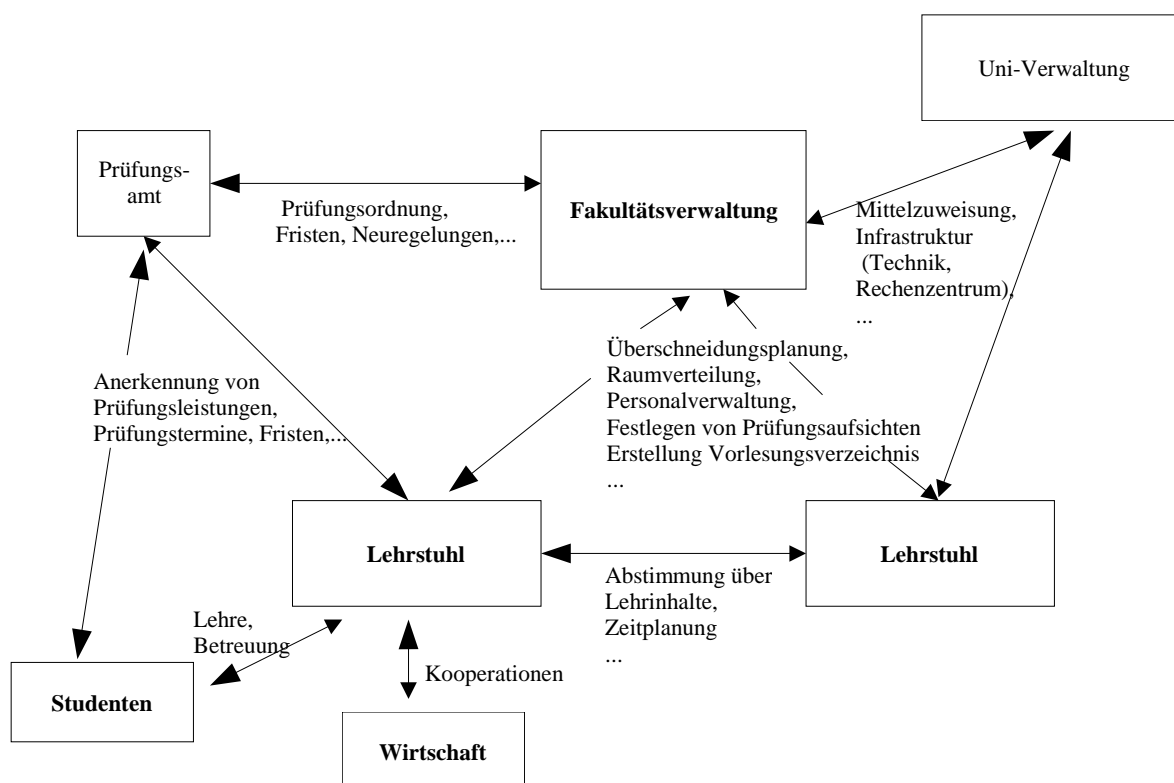 Uni-Verwaltung
Prüfungs-
amt
Prüfungsordnung,
Fristen, Neuregelungen,...
Fakultätsverwaltung
Mittelzuweisung,
Infrastruktur
(Technik,
Rechenzentrum),
...
Anerkennung von
Prüfungsleistungen,
Prüfungstermine, Fristen,...
Überschneidungsplanung,
Raumverteilung,
Personalverwaltung,
Festlegen von Prüfungsaufsichten
Erstellung Vorlesungsverzeichnis
...
Lehrstuhl
Abstimmung über
Lehrinhalte,
Zeitplanung
...
Lehrstuhl
Lehre,
Betreuung
Kooperationen
Studenten
Wirtschaft